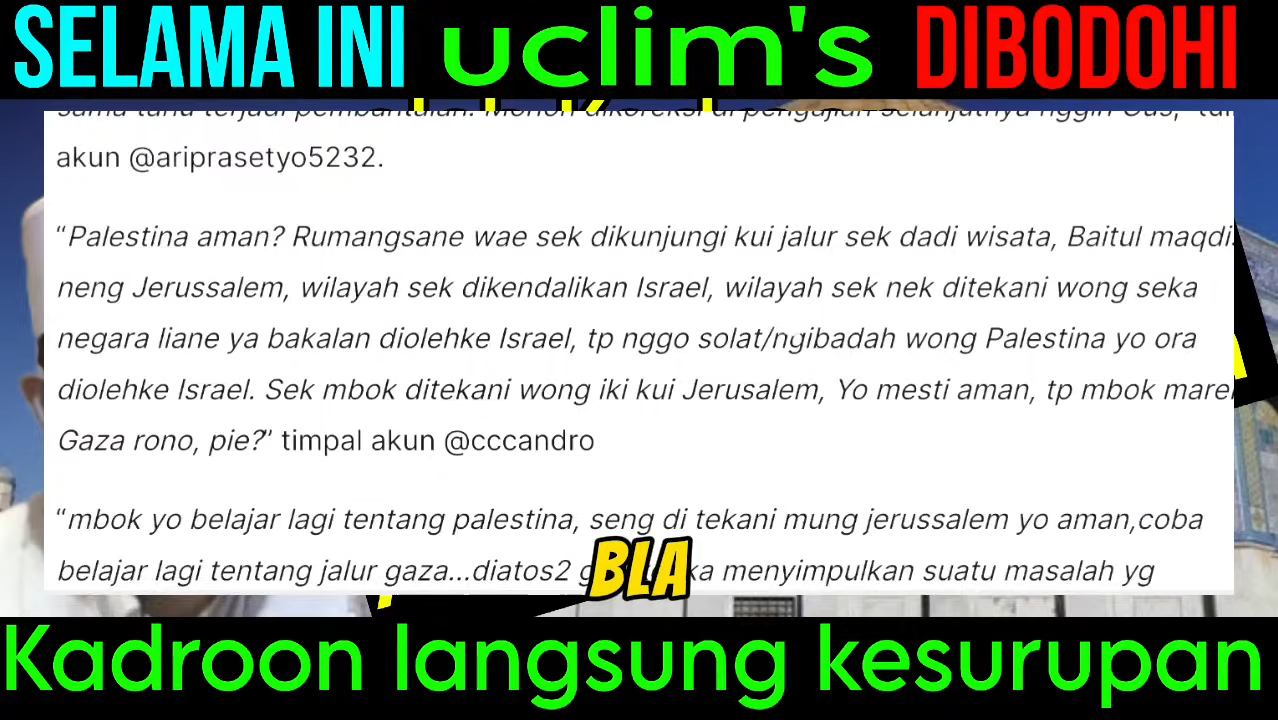 SELAMA INI uclim's DIBODOHI
akun @ariprasetyo5232.
“Palestina aman? Rumangsane wae sek dikunjungi kui jalur sek dadi wisata, Baitul maqdis
neng Jerussalem, wilayah sek dikendalikan Israel, wilayah sek nek ditekani wong seka
negara liane ya bakalan diolehke Israel, tp nggo solat/ngibadah wong Palestina yo ora
diolehke Israel. Sek mbok ditekani wong iki kui Jerusalem, Yo mesti aman, tp mbok
Gaza rono, pie?” timpal akun @cccandro
“mbok yo belajar lagi tentang palestina, seng di tekani mung jerussalem yo aman,coba
belajar lagi tentang jalur gaza...diatos2 menyimpulkan suatu masalah yg
BLA
Kadroon langsung kesurupan